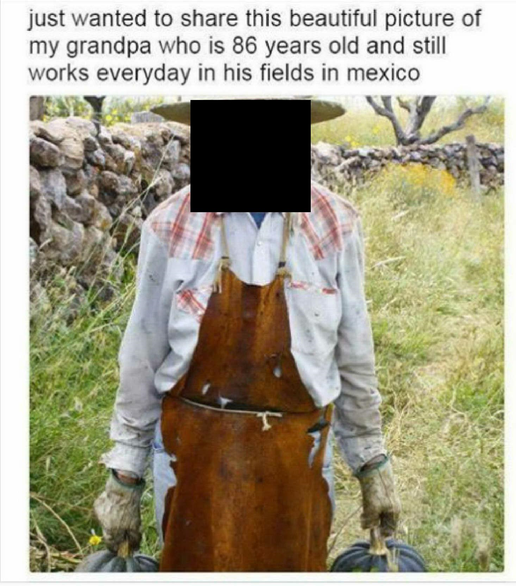 just wanted to share this beautiful picture of
my grandpa who is 86 years old and still
works everyday in his fields in mexico